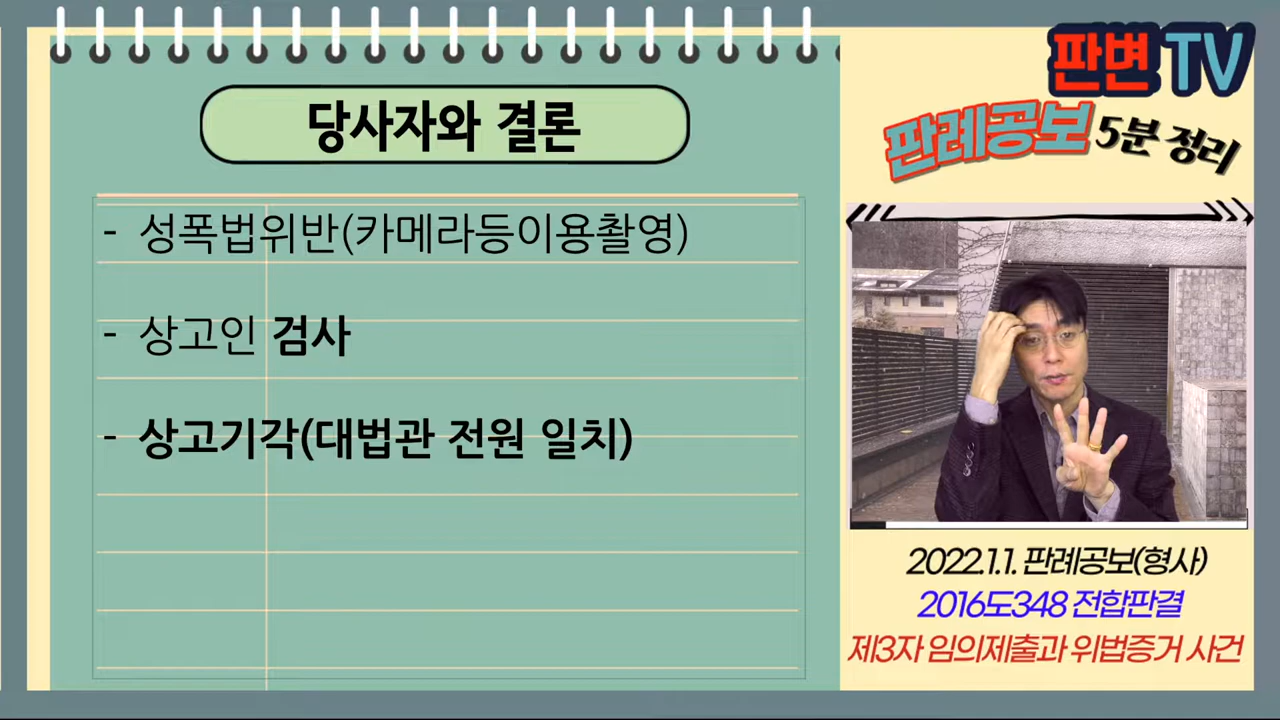 당사자와 결론
- 성폭법위반(카메라등이용촬영)
- 상고인 검사
- 상고기각(대법관 전원 일치)
판변 TV
판례공보 5분 정리
2022.1.1. 판례공보(형사)
2016도348 전합판결
제3자 임의제출과 위법증거 사건